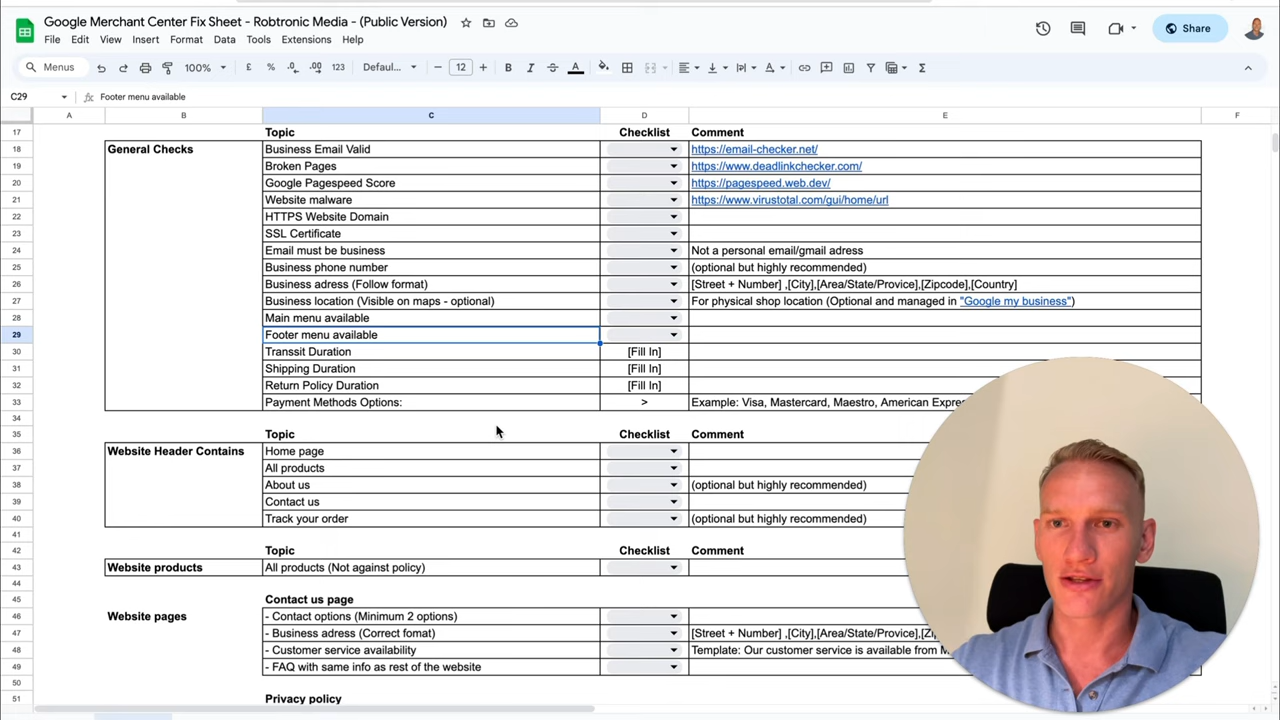 Google Merchant Center Fix Sheet - Robtronic Media - (Public Version)
File Edit View Insert Format Data Tools Extensions Help
Share
Menus 100% £ % .0 .00 123 Defaul... − 12 + B I A Σ
C29 fx Footer menu available
A B C D E F
17 Topic Checklist Comment
18 General Checks Business Email Valid https://email-checker.net/
19 Broken Pages https://www.deadlinkchecker.com/
20 Google Pagespeed Score https://pagespeed.web.dev/
21 Website malware https://www.virustotal.com/gui/home/url
22 HTTPS Website Domain
23 SSL Certificate
24 Email must be business Not a personal email/gmail adress
25 Business phone number (optional but highly recommended)
26 Business adress (Follow format) [Street + Number] ,[City],[Area/State/Provice],[Zipcode],[Country]
27 Business location (Visible on maps - optional) For physical shop location (Optional and managed in "Google my business")
28 Main menu available
29 Footer menu available
30 Transsit Duration [Fill In]
31 Shipping Duration [Fill In]
32 Return Policy Duration [Fill In]
33 Payment Methods Options: > Example: Visa, Mastercard, Maestro, American Expre
34
35 Topic Checklist Comment
36 Website Header Contains Home page
37 All products
38 About us (optional but highly recommended)
39 Contact us
40 Track your order (optional but highly recommended)
41
42 Topic Checklist Comment
43 Website products All products (Not against policy)
44
45 Contact us page
46 Website pages - Contact options (Minimum 2 options)
47 - Business adress (Correct fomat) [Street + Number] ,[City],[Area/State/Provice],[Zi
48 - Customer service availability Template: Our customer service is available from M
49 - FAQ with same info as rest of the website
50
51 Privacy policy